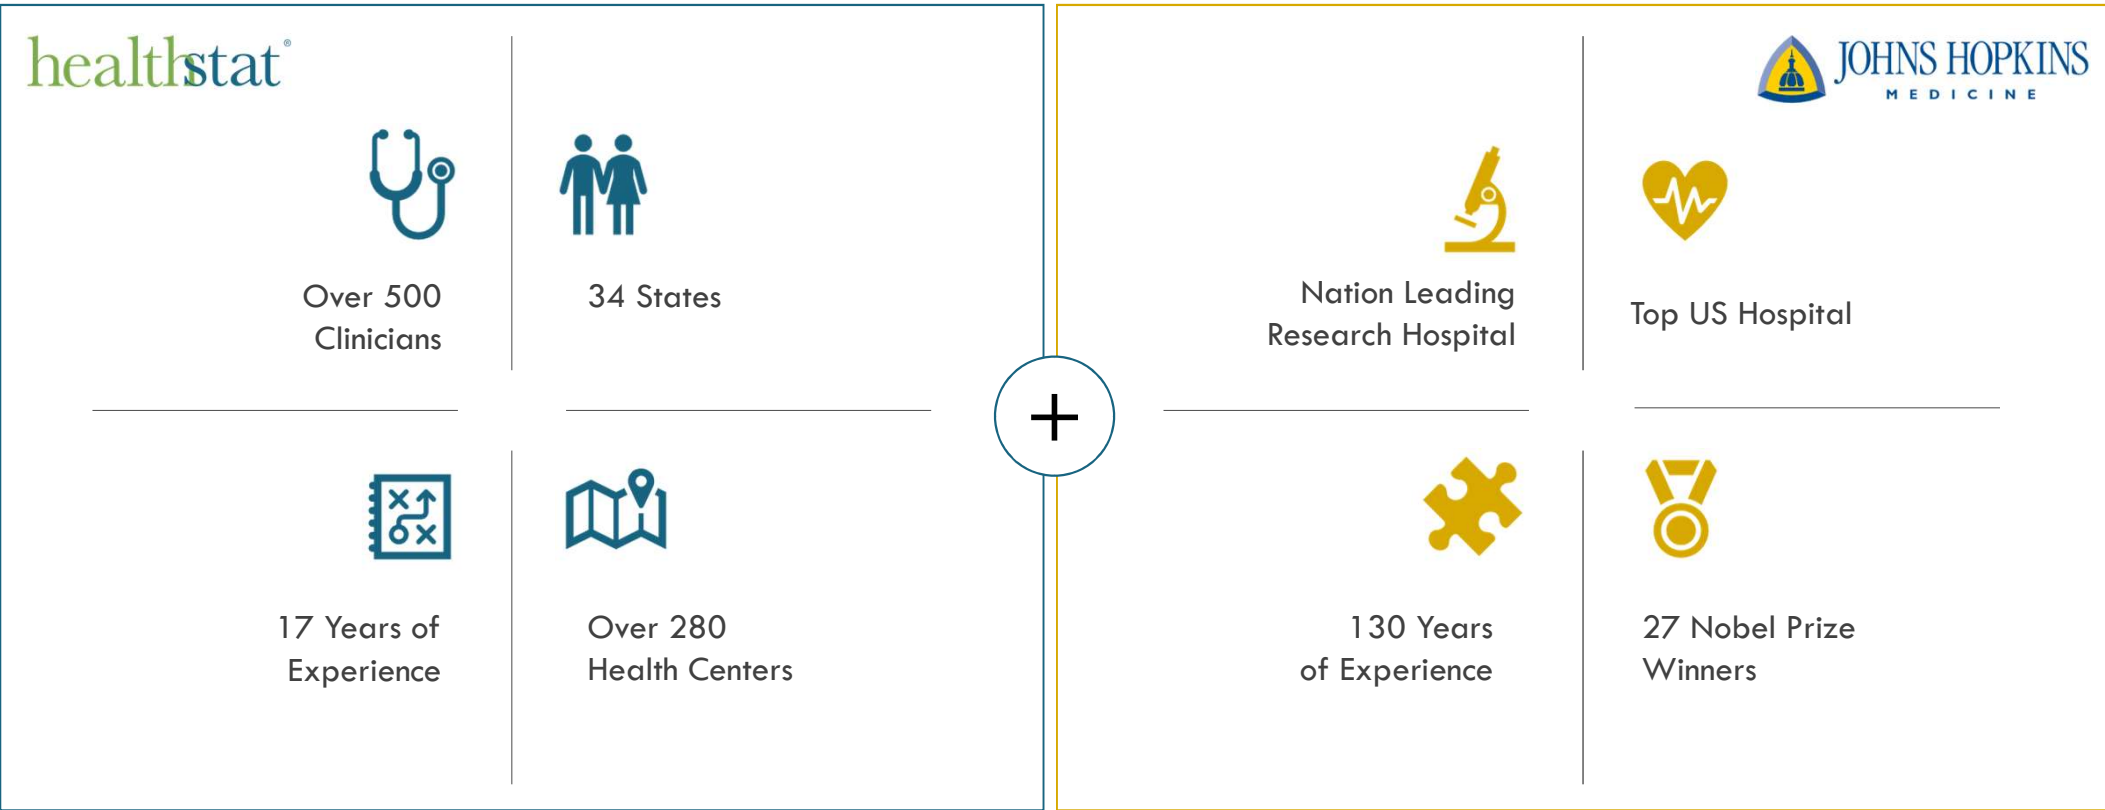 healthstat®
Over 500
Clinicians
34 States
17 Years of
Experience
Over 280
Health Centers
+
JOHNS HOPKINS
MEDICINE
Nation Leading
Research Hospital
Top US Hospital
130 Years
of Experience
27 Nobel Prize
Winners